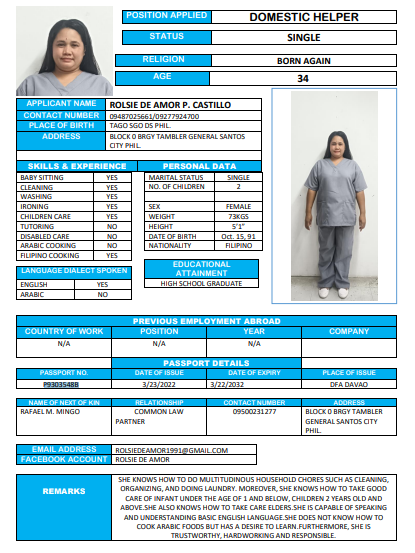 POSITION APPLIED DOMESTIC HELPER
STATUS SINGLE
RELIGION BORN AGAIN
AGE 34
APPLICANT NAME ROLSIE DE AMOR P. CASTILLO
CONTACT NUMBER 09487025661/09277924700
PLACE OF BIRTH TAGO SGO DS PHIL.
ADDRESS BLOCK 0 BRGY TAMBLER GENERAL SANTOS
CITY PHIL.
SKILLS & EXPERIENCE PERSONAL DATA
BABY SITTING YES MARITAL STATUS SINGLE
CLEANING YES NO. OF CHILDREN 2
WASHING YES
IRONING YES SEX FEMALE
CHILDREN CARE YES WEIGHT 73KGS
TUTORING NO HEIGHT 5'1"
DISABLED CARE NO DATE OF BIRTH Oct. 15, 91
ARABIC COOKING NO NATIONALITY FILIPINO
FILIPINO COOKING YES
LANGUAGE DIALECT SPOKEN
ENGLISH YES
ARABIC NO
EDUCATIONAL
ATTAINMENT
HIGH SCHOOL GRADUATE
PREVIOUS EMPLOYMENT ABROAD
COUNTRY OF WORK POSITION YEAR COMPANY
N/A N/A N/A
PASSPORT DETAILS
PASSPORT NO. DATE OF ISSUE DATE OF EXPIRY PLACE OF ISSUE
P9303548B 3/23/2022 3/22/2032 DFA DAVAO
NAME OF NEXT OF KIN RELATIONSHIP CONTACT NUMBER ADDRESS
RAFAEL M. MINGO COMMON LAW PARTNER 09500231277 BLOCK 0 BRGY TAMBLER
GENERAL SANTOS CITY
PHIL.
EMAIL ADDRESS ROLSIEDEAMOR1991@GMAIL.COM
FACEBOOK ACCOUNT ROLSIE DE AMOR
REMARKS
SHE KNOWS HOW TO DO MULTITUDINOUS HOUSEHOLD CHORES SUCH AS CLEANING,
ORGANIZING, AND DOING LAUNDRY. MOREOVER, SHE KNOWS HOW TO TAKE GOOD
CARE OF INFANT UNDER THE AGE OF 1 AND BELOW, CHILDREN 2 YEARS OLD AND
ABOVE.SHE ALSO KNOWS HOW TO TAKE CARE ELDERS.SHE IS CAPABLE OF SPEAKING
AND UNDERSTANDING BASIC ENGLISH LANGUAGE.SHE DOES NOT KNOW HOW TO
COOK ARABIC FOODS BUT HAS A DESIRE TO LEARN.FURTHERMORE, SHE IS
TRUSTWORTHY, HARDWORKING AND RESPONSIBLE.